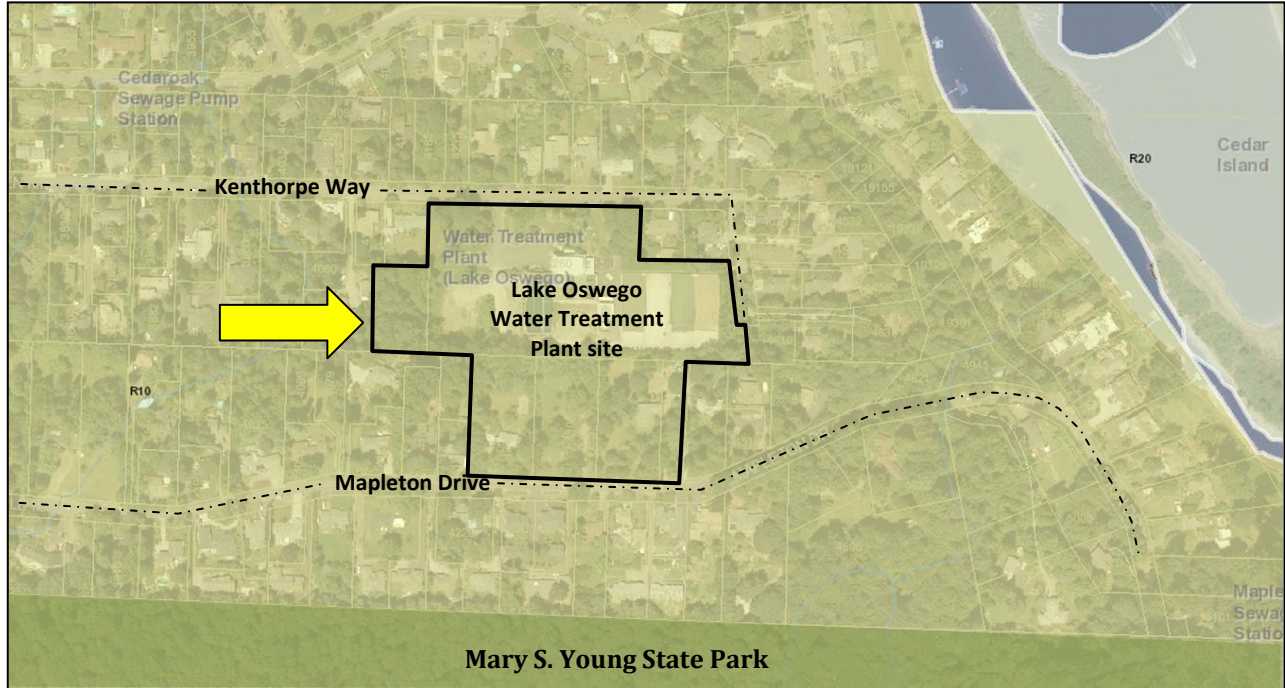 Cedaroak
Sewage Pump
Station
R20
Cedar
Island
Kenthorpe Way
Water Treatment
Plant
(Lake Oswego)
Lake Oswego
Water Treatment
Plant site
R10
Mapleton Drive
Maple
Sewag
Statio
Mary S. Young State Park